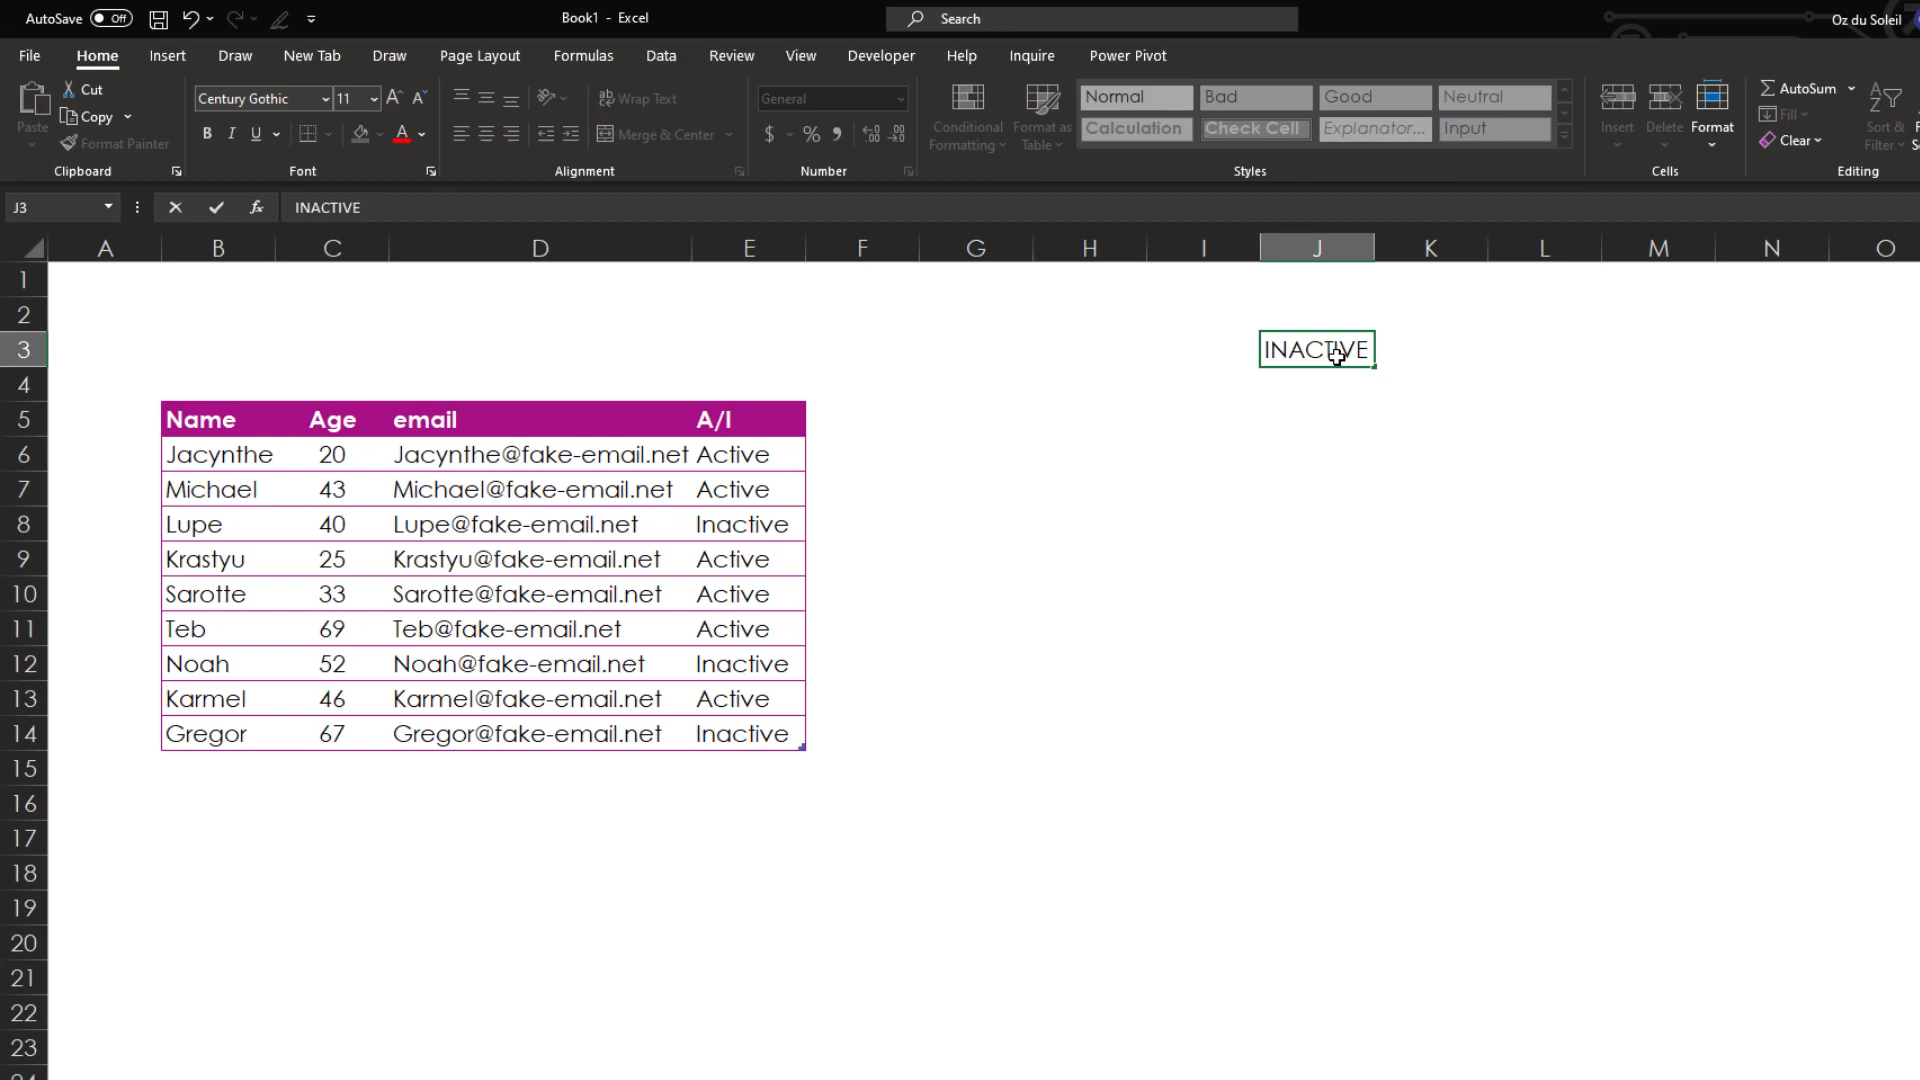 AutoSave Off Book1 - Excel Search Oz du Soleil
File Home Insert Draw New Tab Draw Page Layout Formulas Data Review View Developer Help Inquire Power Pivot
Paste Cut Copy Format Painter Clipboard
Century Gothic 11 A A B I U A Font
ab Wrap Text Merge & Center Alignment
General $ % Number
Conditional Formatting Format as Table
Normal Bad Good Neutral
Calculation Check Cell Explanator... Input
Styles
Insert Delete Format Cells
AutoSum Fill Clear Sort & Filter Editing
J3 fx INACTIVE
A B C D E F G H I J K L M N O
1
2
3 INACTIVE
4
5 Name Age email A/I
6 Jacynthe 20 Jacynthe@fake-email.net Active
7 Michael 43 Michael@fake-email.net Active
8 Lupe 40 Lupe@fake-email.net Inactive
9 Krastyu 25 Krastyu@fake-email.net Active
10 Sarotte 33 Sarotte@fake-email.net Active
11 Teb 69 Teb@fake-email.net Active
12 Noah 52 Noah@fake-email.net Inactive
13 Karmel 46 Karmel@fake-email.net Active
14 Gregor 67 Gregor@fake-email.net Inactive
15
16
17
18
19
20
21
22
23